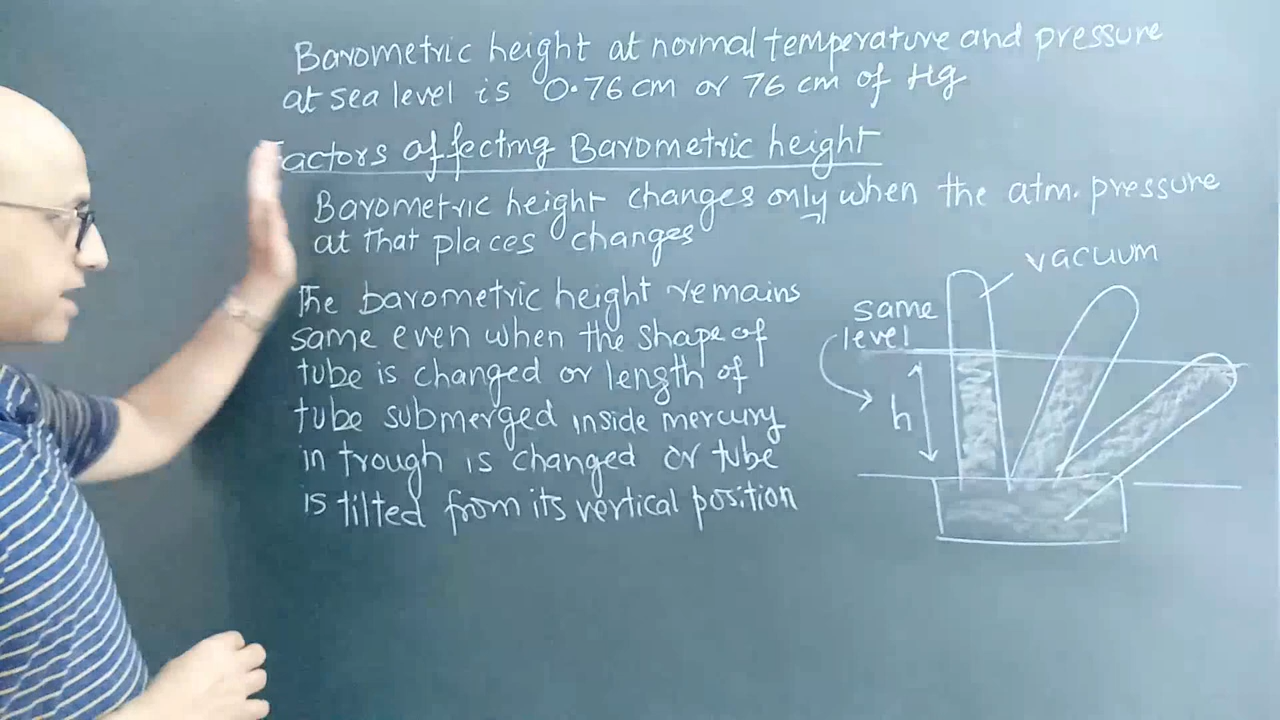 Barometric height at normal temperature and pressure
at sea level is 0.76 cm or 76 cm of Hg
Factors affecting Barometric height
Barometric height changes only when the atm. pressure
at that places changes
The barometric height remains
same even when the shape of
tube is changed or length of
tube submerged inside mercury
in trough is changed or tube
is tilted from its vertical position
vacuum
same
level
h